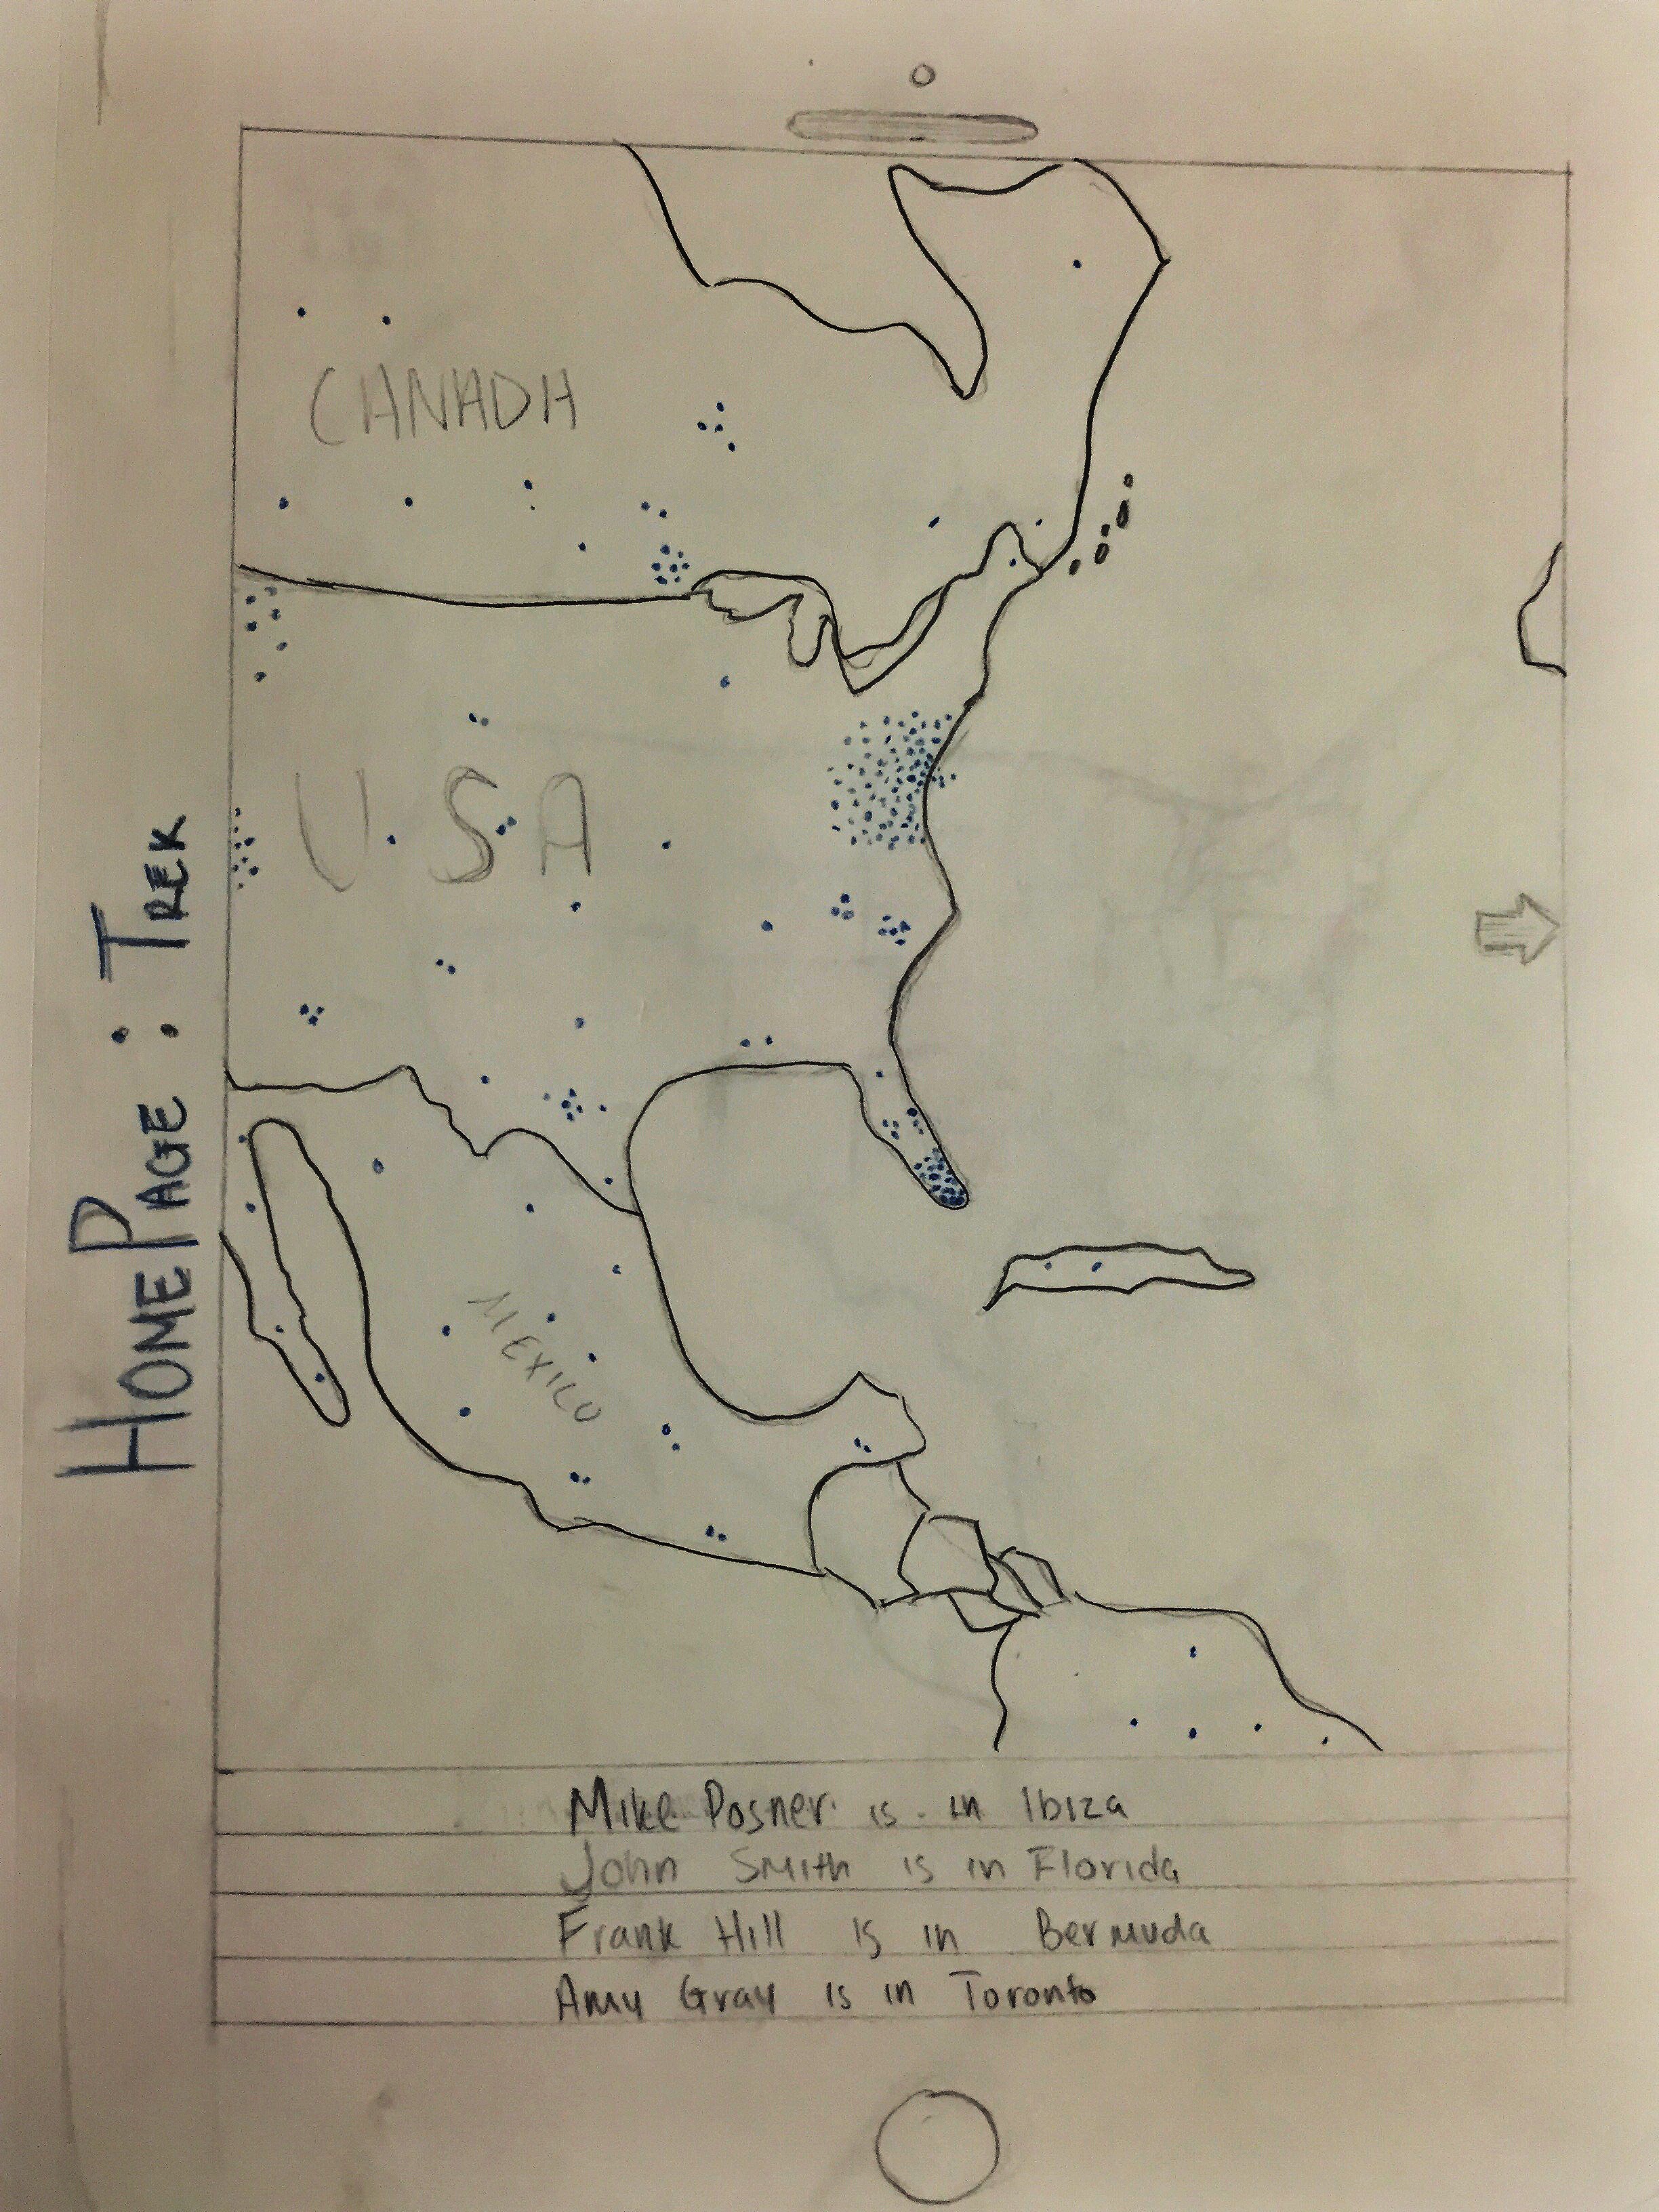 HOMEPAGE : TREK
CANADA
USA
MEXICO
Mike Posner is in Ibiza
John Smith is in Florida
Frank Hill is in Bermuda
Amy Gray is in Toronto